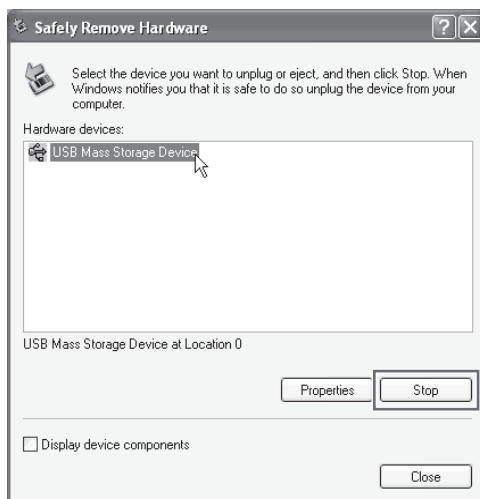 Safely Remove Hardware
Select the device you want to unplug or eject, and then click Stop. When
Windows notifies you that it is safe to do so unplug the device from your
computer.
Hardware devices:
USB Mass Storage Device
USB Mass Storage Device at Location 0
Properties
Stop
Display device components
Close